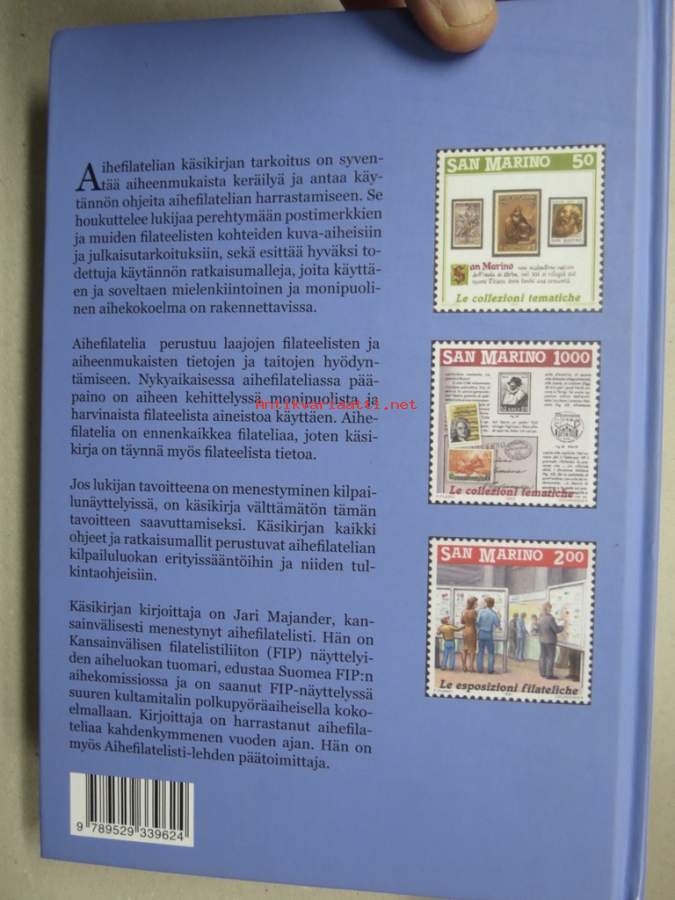 Aihefilatelian käsikirjan tarkoitus on syven-
tää aiheenmukaista keräilyä ja antaa käy-
tännön ohjeita aihefilatelian harrastamiseen. Se
houkuttelee lukijaa perehtymään postimerkkien
ja muiden filateelisten kohteiden kuva-aiheisiin
ja julkaisutarkoituksiin, sekä esittää hyväksi to-
dettuja käytännön ratkaisumalleja, joita käyttä-
en ja soveltaen mielenkiintoinen ja monipuoli-
nen aihekokoelma on rakennettavissa.
Aihefilatelia perustuu laajojen filateelisten ja
aiheenmukaisten tietojen ja taitojen hyödyn-
tämiseen. Nykyaikaisessa aihefilateliassa pää-
paino on aiheen kehittelyssä monipuolista ja
harvinaista filateelista aineistoa käyttäen. Aihe-
filatelia on ennenkaikkea filateliaa, joten käsi-
kirja on täynnä myös filateelista tietoa.
Jos lukijan tavoitteena on menestyminen kilpai-
lunäyttelyissä, on käsikirja välttämätön tämän
tavoitteen saavuttamiseksi. Käsikirjan kaikki
ohjeet ja ratkaisumallit perustuvat aihefilatelian
kilpailuluokan erityissääntöihin ja niiden tul-
kintaohjeisiin.
Käsikirjan kirjoittaja on Jari Majander, kan-
sainvälisesti menestynyt aihefilatelisti. Hän on
Kansainvälisen filatelistiliiton (FIP) näyttelyi-
den aiheluokan tuomari, edustaa Suomea FIP:n
aihekomissiossa ja on saanut FIP-näyttelyssä
suuren kultamitalin polkupyöräaiheisella koko-
elmallaan. Kirjoittaja on harrastanut aihefila-
teliaa kahdenkymmenen vuoden ajan. Hän on
myös Aihefilatelisti-lehden päätoimittaja.
9 789529 339624
SAN MARINO 50
San Marino
Le collezioni tematiche
SAN MARINO 1000
Le collezioni tematiche
SAN MARINO 200
Le esposizioni filateliche
Antikvariaatti.net